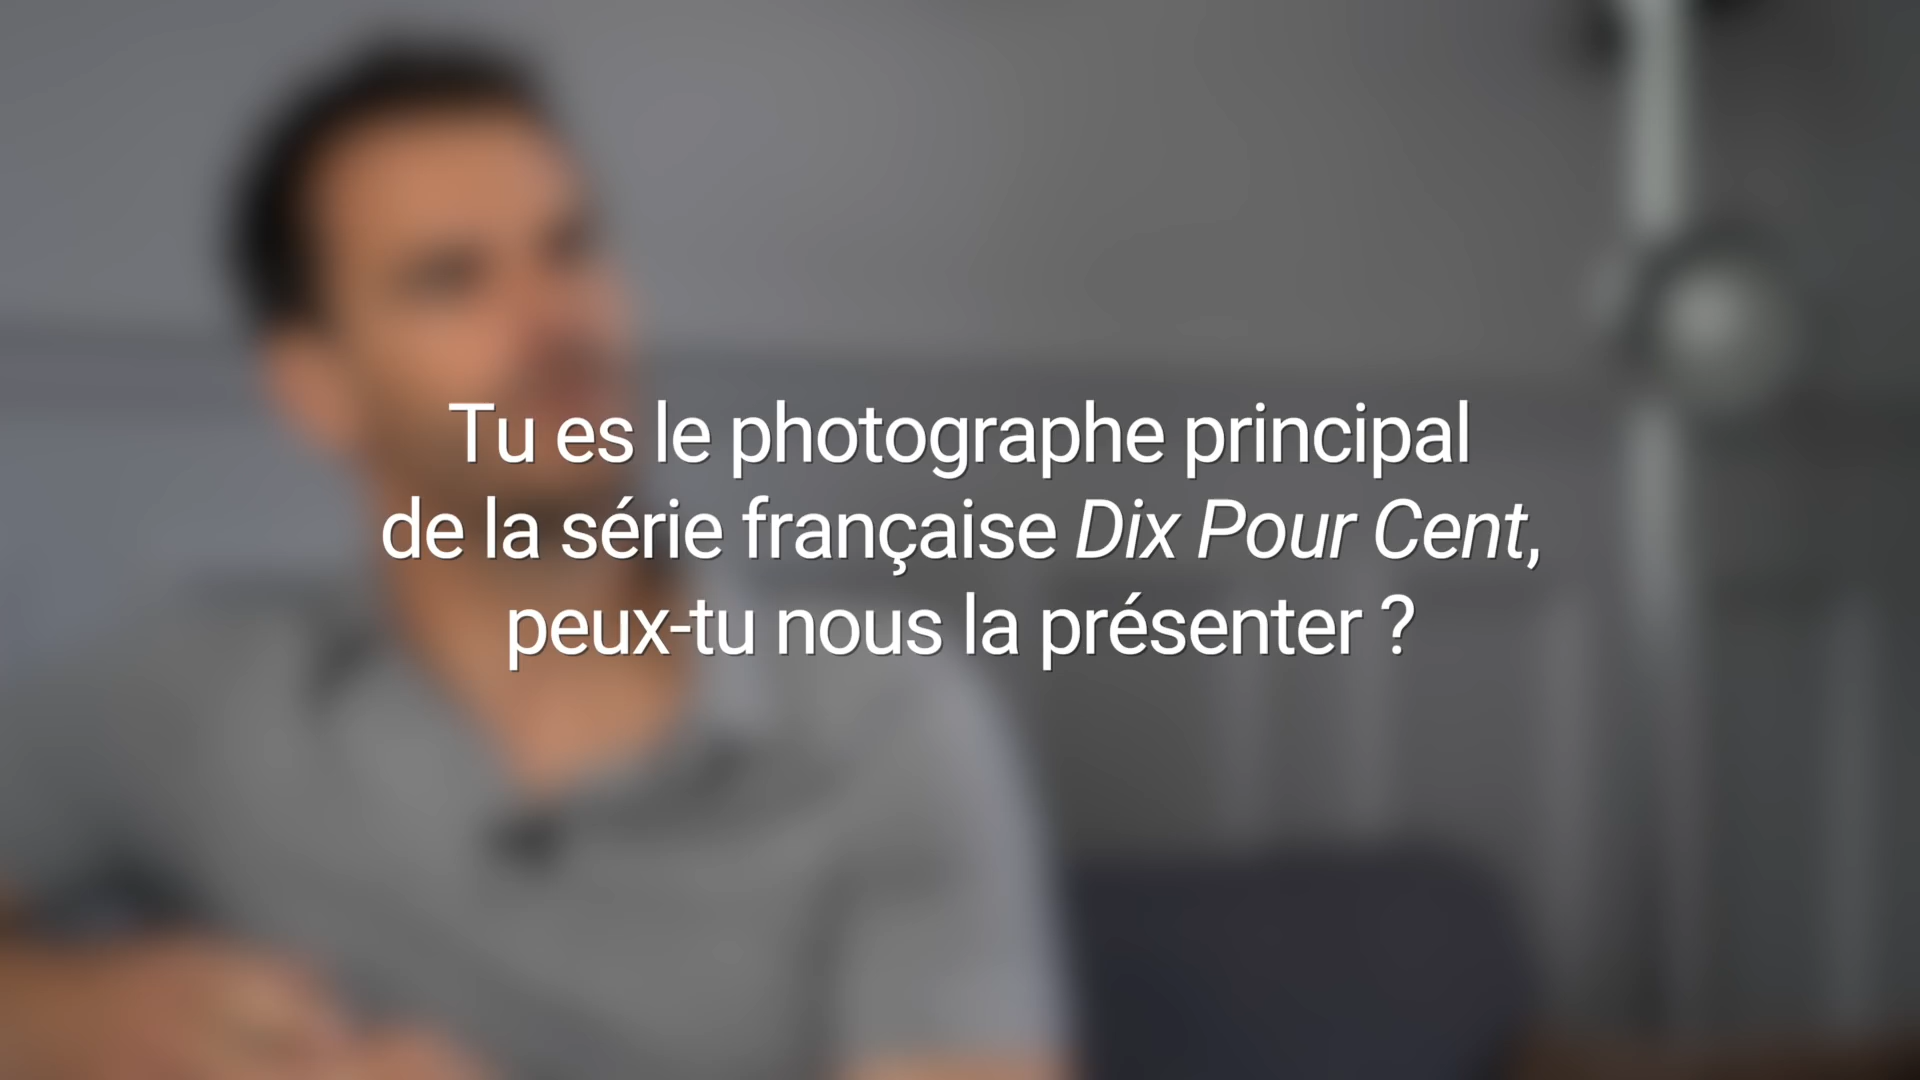 Tu es le photographe principal
de la série française Dix Pour Cent,
peux-tu nous la présenter ?